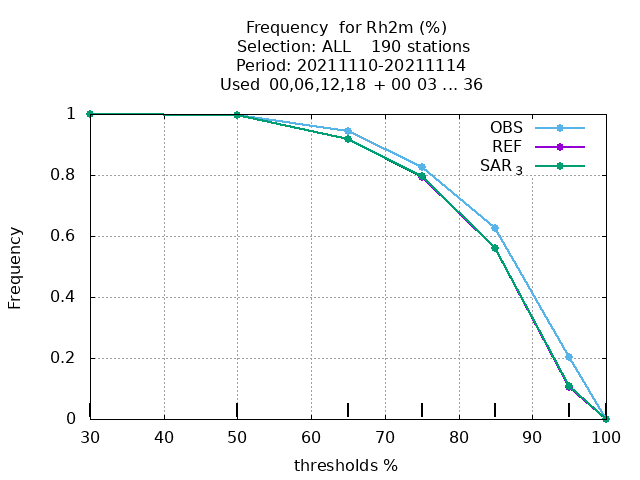 Frequency  for Rh2m (%)
Selection: ALL    190 stations
Period: 20211110-20211114
Used  00,06,12,18  + 00 03 ... 36
OBS
REF
SAR 3
1
0.8
0.6
0.4
0.2
0
Frequency
30 40 50 60 70 80 90 100
thresholds %